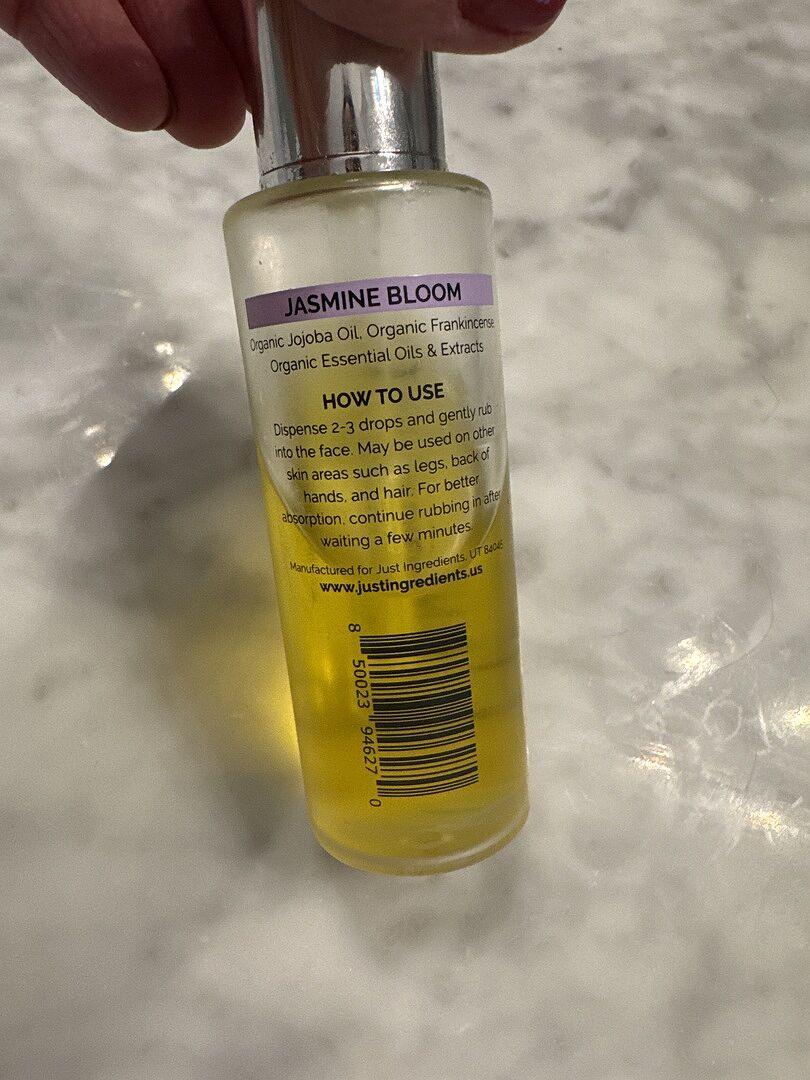 JASMINE BLOOM
Organic Jojoba Oil, Organic Frankincense
Organic Essential Oils & Extracts
HOW TO USE
Dispense 2-3 drops and gently rub
into the face. May be used on other
skin areas such as legs, back of
hands, and hair. For better
absorption, continue rubbing in after
waiting a few minutes.
Manufactured for Just Ingredients, UT 84045
www.justingredients.us
8 50023 94627 0